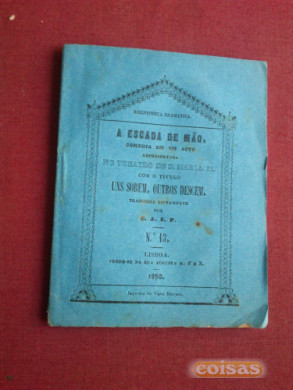 BIBLIOTHECA DRAMATICA.
A ESCADA DE MÃO,
COMEDIA EM UM ACTO
REPRESENTADA
NO THEATRO DE D. MARIA II.
COM O TITULO
UNS SOBEM, OUTROS DESCEM.
TRADUZIDA LIVREMENTE
POR
N.º 13.
LISBOA.
1858.
coisas